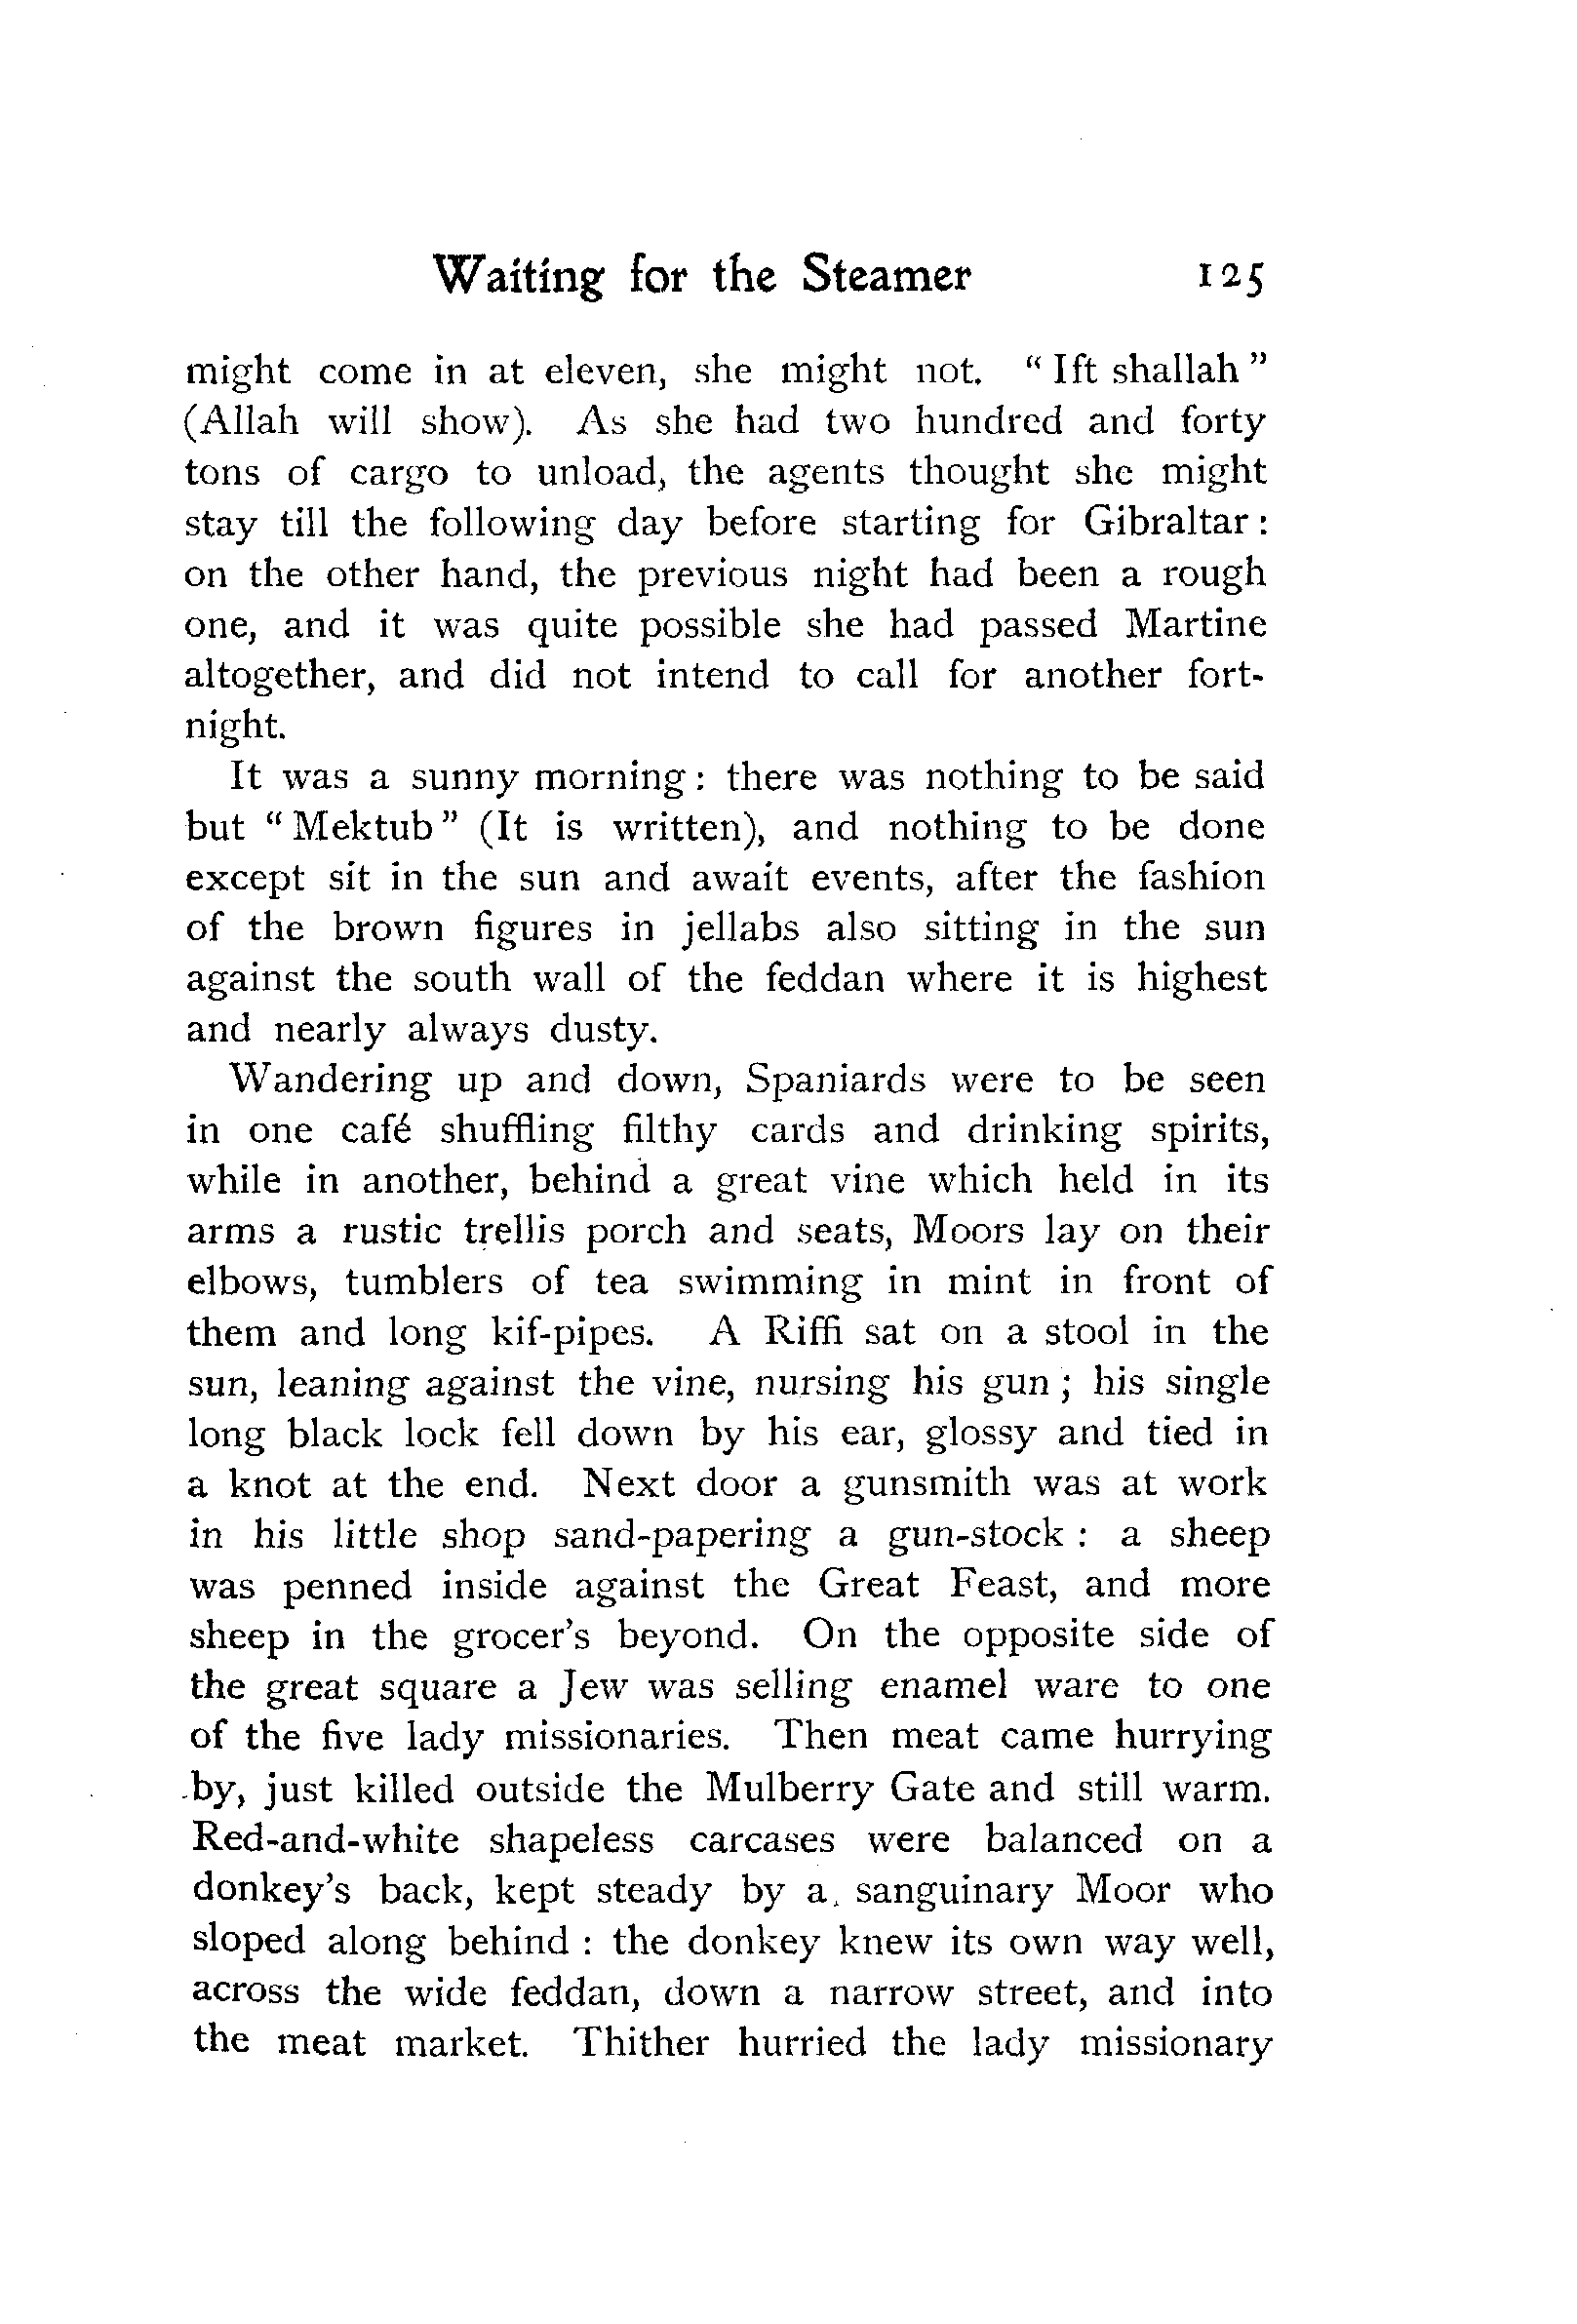 Waiting for the Steamer 125
might come in at eleven, she might not. “Ift shallah”
(Allah will show). As she had two hundred and forty
tons of cargo to unload, the agents thought she might
stay till the following day before starting for Gibraltar:
on the other hand, the previous night had been a rough
one, and it was quite possible she had passed Martine
altogether, and did not intend to call for another fort-
night.
It was a sunny morning: there was nothing to be said
but “Mektub” (It is written), and nothing to be done
except sit in the sun and await events, after the fashion
of the brown figures in jellabs also sitting in the sun
against the south wall of the feddan where it is highest
and nearly always dusty.
Wandering up and down, Spaniards were to be seen
in one café shuffling filthy cards and drinking spirits,
while in another, behind a great vine which held in its
arms a rustic trellis porch and seats, Moors lay on their
elbows, tumblers of tea swimming in mint in front of
them and long kif-pipes. A Riffi sat on a stool in the
sun, leaning against the vine, nursing his gun; his single
long black lock fell down by his ear, glossy and tied in
a knot at the end. Next door a gunsmith was at work
in his little shop sand-papering a gun-stock: a sheep
was penned inside against the Great Feast, and more
sheep in the grocer's beyond. On the opposite side of
the great square a Jew was selling enamel ware to one
of the five lady missionaries. Then meat came hurrying
by, just killed outside the Mulberry Gate and still warm.
Red-and-white shapeless carcases were balanced on a
donkey's back, kept steady by a sanguinary Moor who
sloped along behind: the donkey knew its own way well,
across the wide feddan, down a narrow street, and into
the meat market. Thither hurried the lady missionary